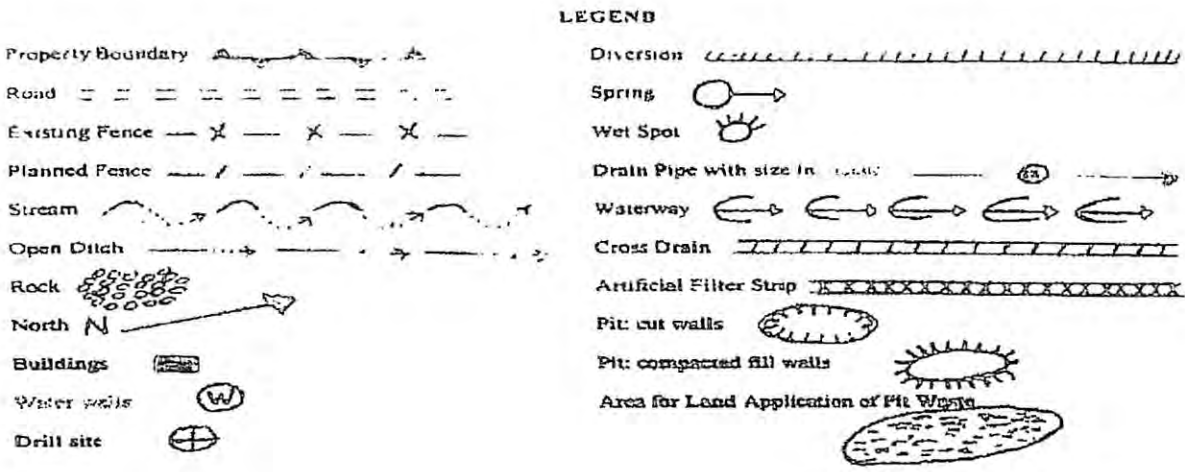 LEGEND
Property Boundary
Road
Existing Fence
Planned Fence
Stream
Open Ditch
Rock
North N
Buildings
Water wells W
Drill site
Diversion
Spring
Wet Spot
Drain Pipe with size in
Waterway
Cross Drain
Artificial Filter Strip
Pit: cut walls
Pit: compacted fill walls
Area for Land Application of Pit Waste